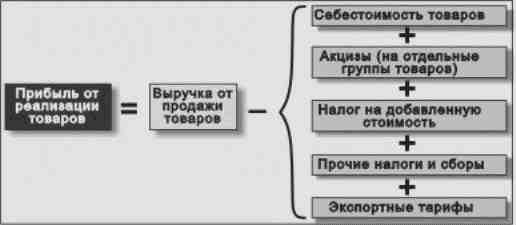 Прибыль от
реализации
товаров
=
Выручка от
продажи
товаров
–
Себестоимость товаров
+
Акцизы (на отдельные
группы товаров)
+
Налог на добавленную
стоимость
+
Прочие налоги и сборы
+
Экспортные тарифы